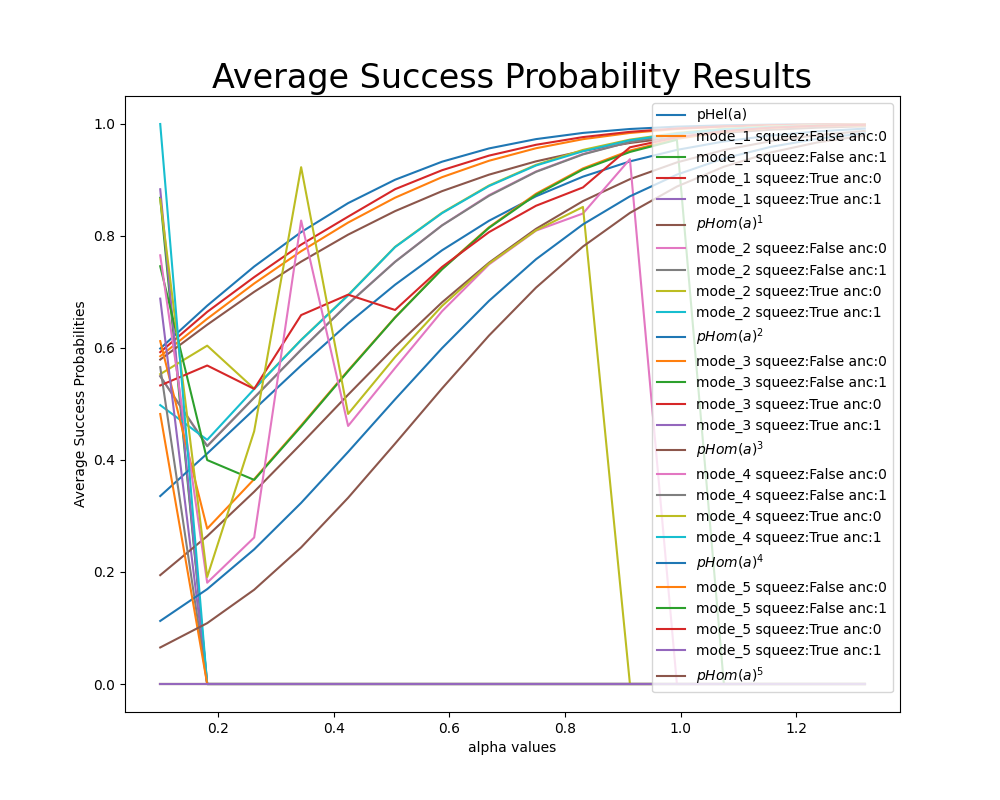 Average Success Probability Results
Average Success Probabilities
1.0
0.8
0.6
0.4
0.2
0.0
0.2
0.4
0.6
0.8
1.0
1.2
alpha values
pHel(a)
mode_1 squeez:False anc:0
mode_1 squeez:False anc:1
mode_1 squeez:True anc:0
mode_1 squeez:True anc:1
pHom(a)¹
mode_2 squeez:False anc:0
mode_2 squeez:False anc:1
mode_2 squeez:True anc:0
mode_2 squeez:True anc:1
pHom(a)²
mode_3 squeez:False anc:0
mode_3 squeez:False anc:1
mode_3 squeez:True anc:0
mode_3 squeez:True anc:1
pHom(a)³
mode_4 squeez:False anc:0
mode_4 squeez:False anc:1
mode_4 squeez:True anc:0
mode_4 squeez:True anc:1
pHom(a)⁴
mode_5 squeez:False anc:0
mode_5 squeez:False anc:1
mode_5 squeez:True anc:0
mode_5 squeez:True anc:1
pHom(a)⁵